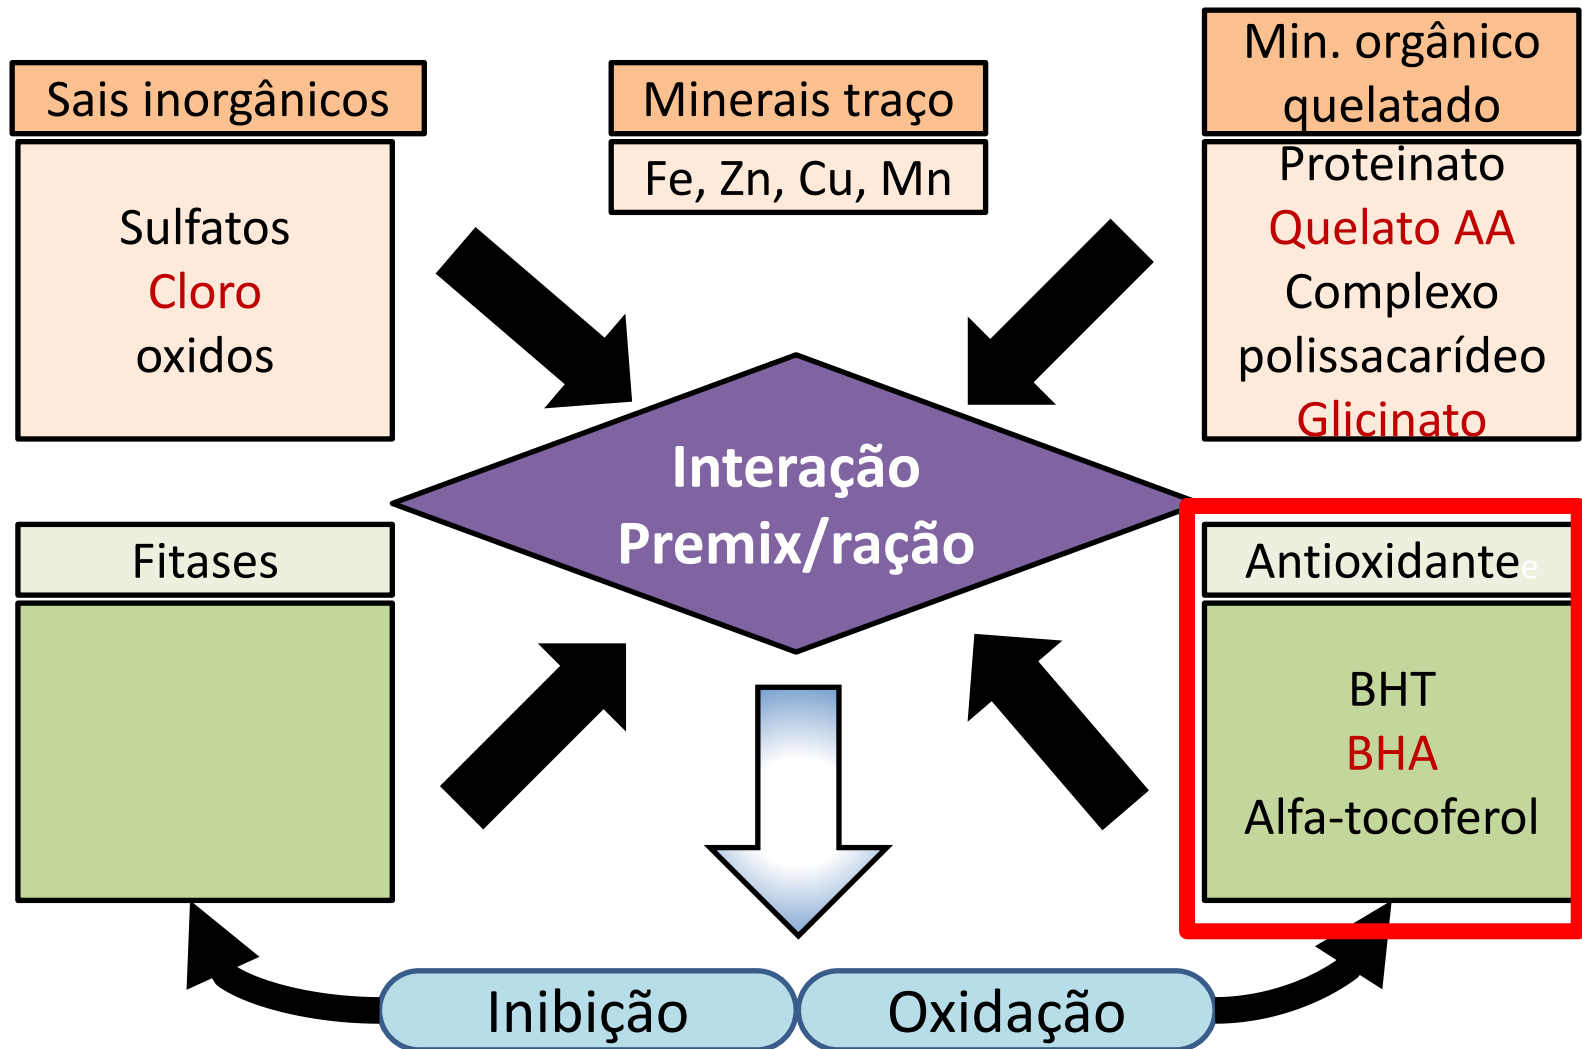 Sais inorgânicos
Sulfatos
Cloro
oxidos
Minerais traço
Fe, Zn, Cu, Mn
Min. orgânico
quelatado
Proteinato
Quelato AA
Complexo
polissacarídeo
Glicinato
Interação
Premix/ração
Fitases
Antioxidantee
BHT
BHA
Alfa-tocoferol
Inibição
Oxidação